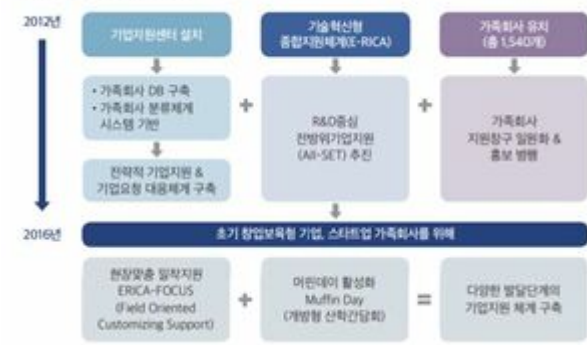 2012년
기업지원센터 설치
기술혁신형
종합지원체계(E-RICA)
가족회사 유치
(총 1,540개)
• 가족회사 DB 구축
• 가족회사 분류체계
시스템 기반
+
R&D중심
전방위기업지원
(All-SET) 추진
+
가족회사
지원창구 일원화 &
홍보 병행
전략적 기업지원 &
기업요청 대응체계 구축
2016년
초기 창업보육형 기업, 스타트업 가족회사를 위해
현장맞춤 밀착지원
ERICA-FOCUS
(Field Oriented
Customizing Support)
+
머핀데이 활성화
Muffin Day
(개방형 산학간담회)
=
다양한 발달단계의
기업지원 체계 구축